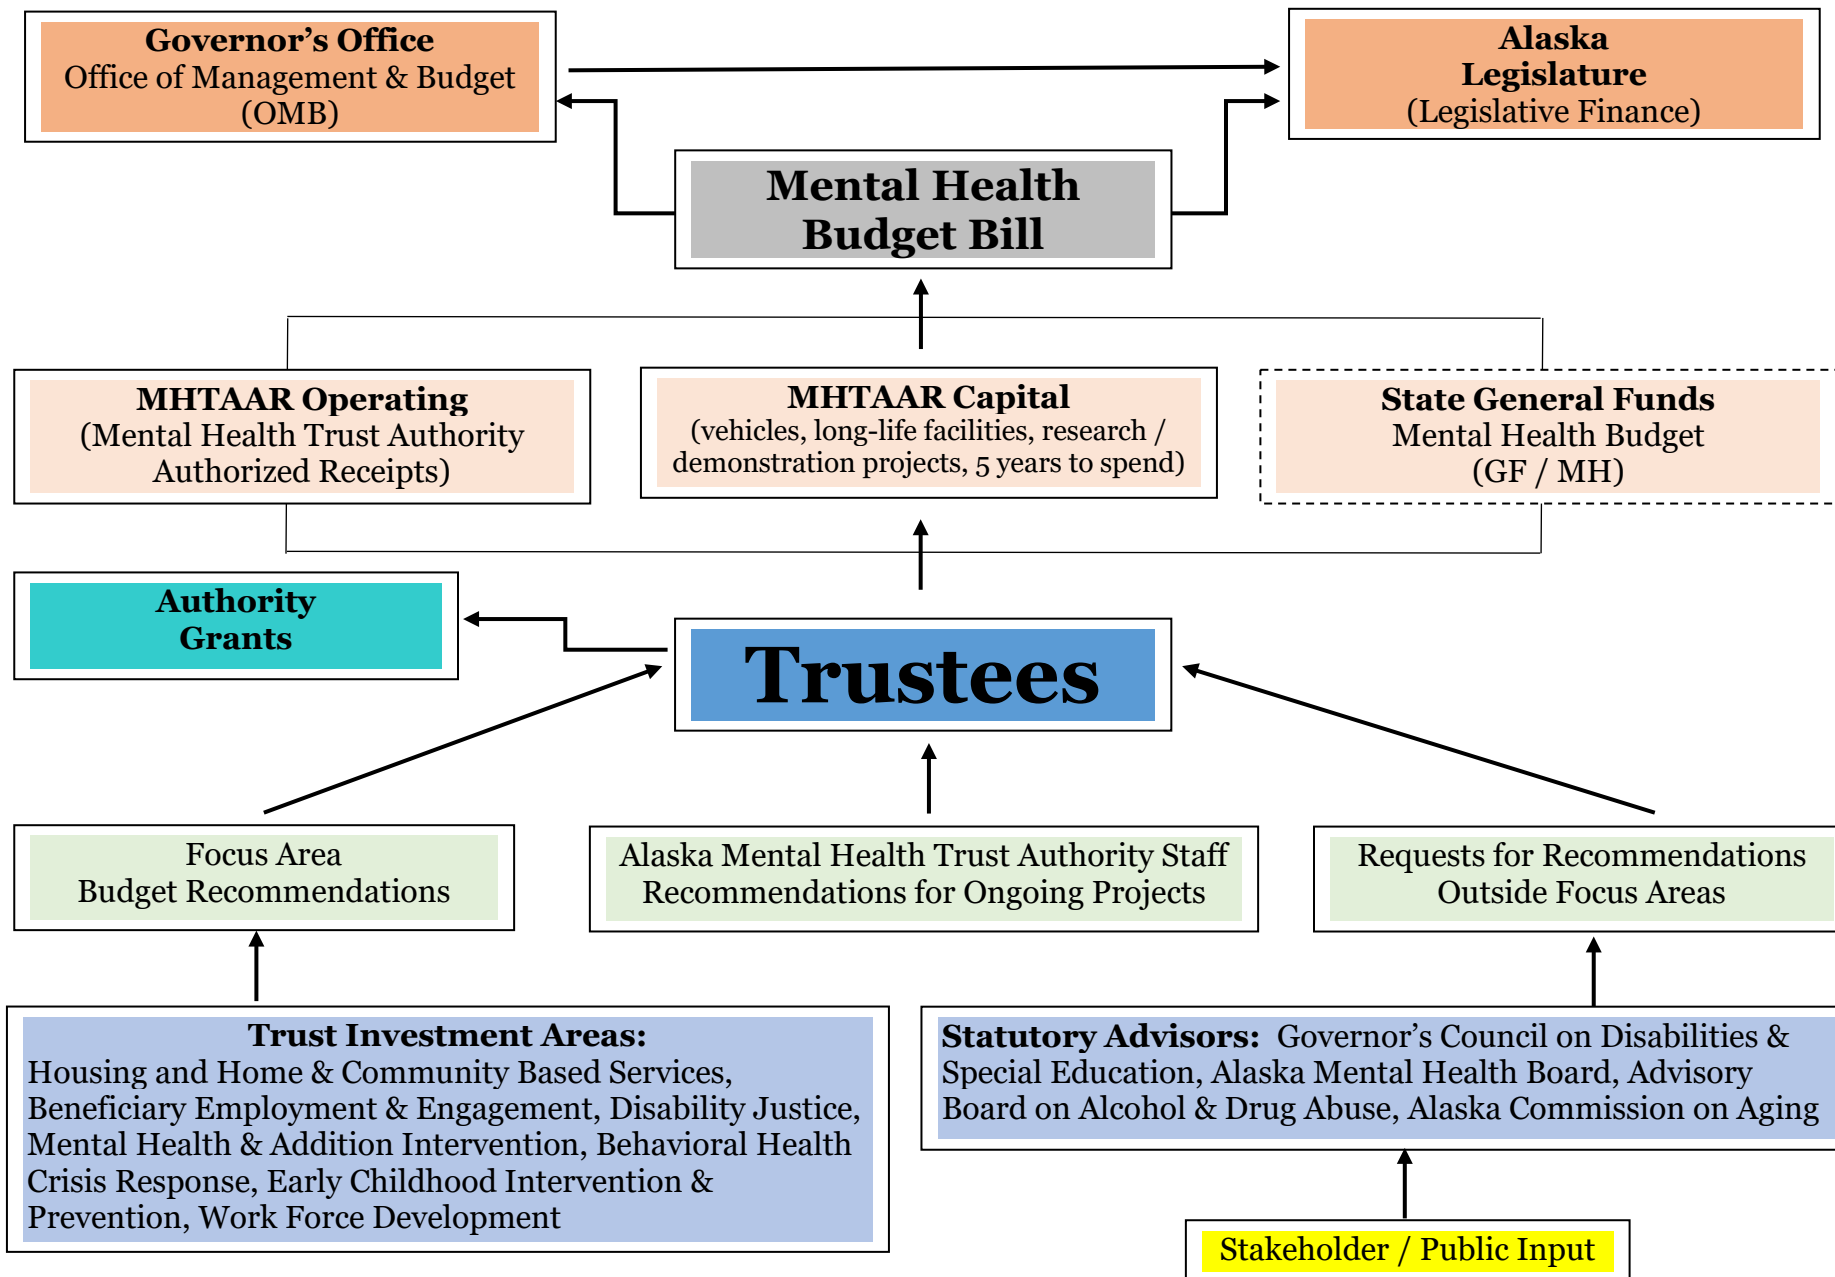 Governor’s Office
Office of Management & Budget
(OMB)
Alaska
Legislature
(Legislative Finance)
Mental Health
Budget Bill
MHTAAR Operating
(Mental Health Trust Authority
Authorized Receipts)
MHTAAR Capital
(vehicles, long-life facilities, research /
demonstration projects, 5 years to spend)
State General Funds
Mental Health Budget
(GF / MH)
Authority
Grants
Trustees
Focus Area
Budget Recommendations
Alaska Mental Health Trust Authority Staff
Recommendations for Ongoing Projects
Requests for Recommendations
Outside Focus Areas
Trust Investment Areas:
Housing and Home & Community Based Services,
Beneficiary Employment & Engagement, Disability Justice,
Mental Health & Addition Intervention, Behavioral Health
Crisis Response, Early Childhood Intervention &
Prevention, Work Force Development
Statutory Advisors: Governor’s Council on Disabilities &
Special Education, Alaska Mental Health Board, Advisory
Board on Alcohol & Drug Abuse, Alaska Commission on Aging
Stakeholder / Public Input